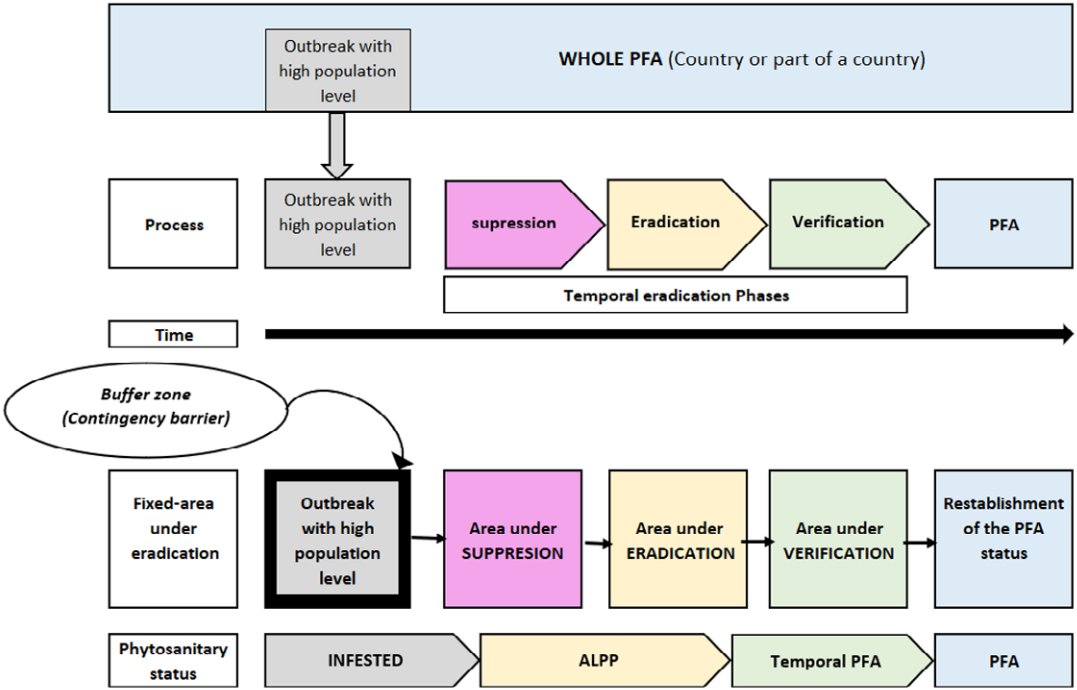 Outbreak with
high population
level
WHOLE PFA (Country or part of a country)
Process
Outbreak with
high population
level
supression
Eradication
Verification
PFA
Temporal eradication Phases
Time
Buffer zone
(Contingency barrier)
Fixed-area
under
eradication
Outbreak
with high
population
level
Area under
SUPPRESION
Area under
ERADICATION
Area under
VERIFICATION
Restablishment
of the PFA
status
Phytosanitary
status
INFESTED
ALPP
Temporal PFA
PFA